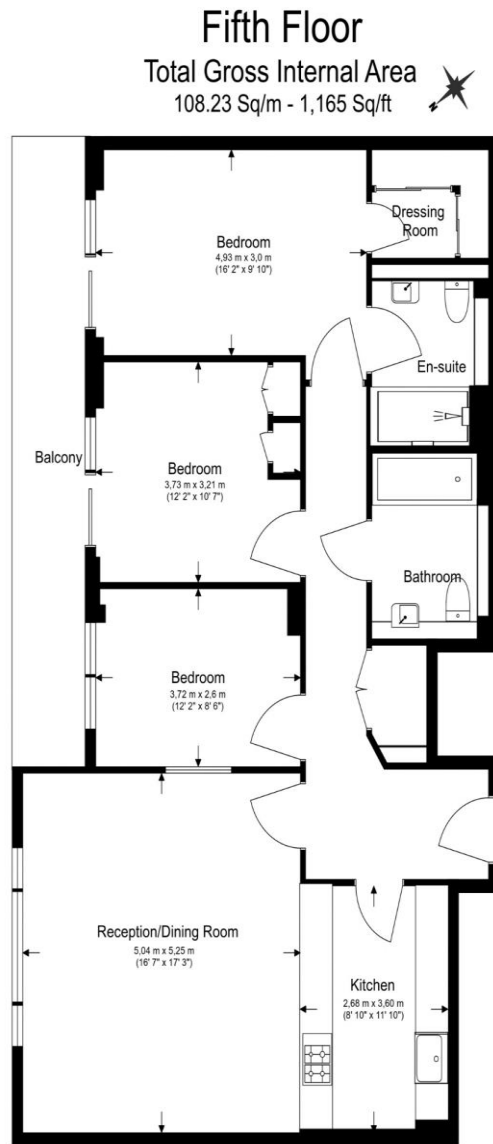 Fifth Floor
Total Gross Internal Area
108.23 Sq/m - 1,165 Sq/ft
N
Dressing
Room
Bedroom
4,93 m x 3,0 m
(16' 2" x 9' 10")
En-suite
Balcony
Bedroom
3,73 m x 3,21 m
(12' 2" x 10' 7")
Bathroom
Bedroom
3,72 m x 2,6 m
(12' 2" x 8' 6")
Reception/Dining Room
5,04 m x 5,25 m
(16' 7" x 17' 3")
Kitchen
2,68 m x 3,60 m
(8' 10" x 11' 10")